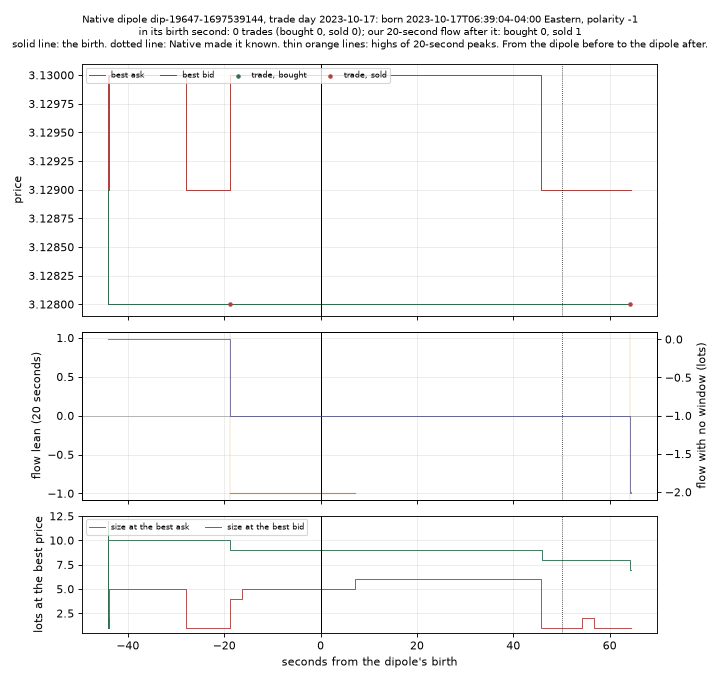 Native dipole dip-19647-1697539144, trade day 2023-10-17: born 2023-10-17T06:39:04-04:00 Eastern, polarity -1
in its birth second: 0 trades (bought 0, sold 0); our 20-second flow after it: bought 0, sold 1
solid line: the birth. dotted line: Native made it known. thin orange lines: highs of 20-second peaks. From the dipole before to the dipole after.
best ask best bid trade, bought trade, sold
3.13000
3.12975
3.12950
3.12925
3.12900
3.12875
3.12850
3.12825
3.12800
price
1.0
0.5
0.0
−0.5
−1.0
flow lean (20 seconds)
0.0
−0.5
−1.0
−1.5
−2.0
flow with no window (lots)
size at the best ask size at the best bid
12.5
10.0
7.5
5.0
2.5
lots at the best price
−40 −20 0 20 40 60
seconds from the dipole's birth